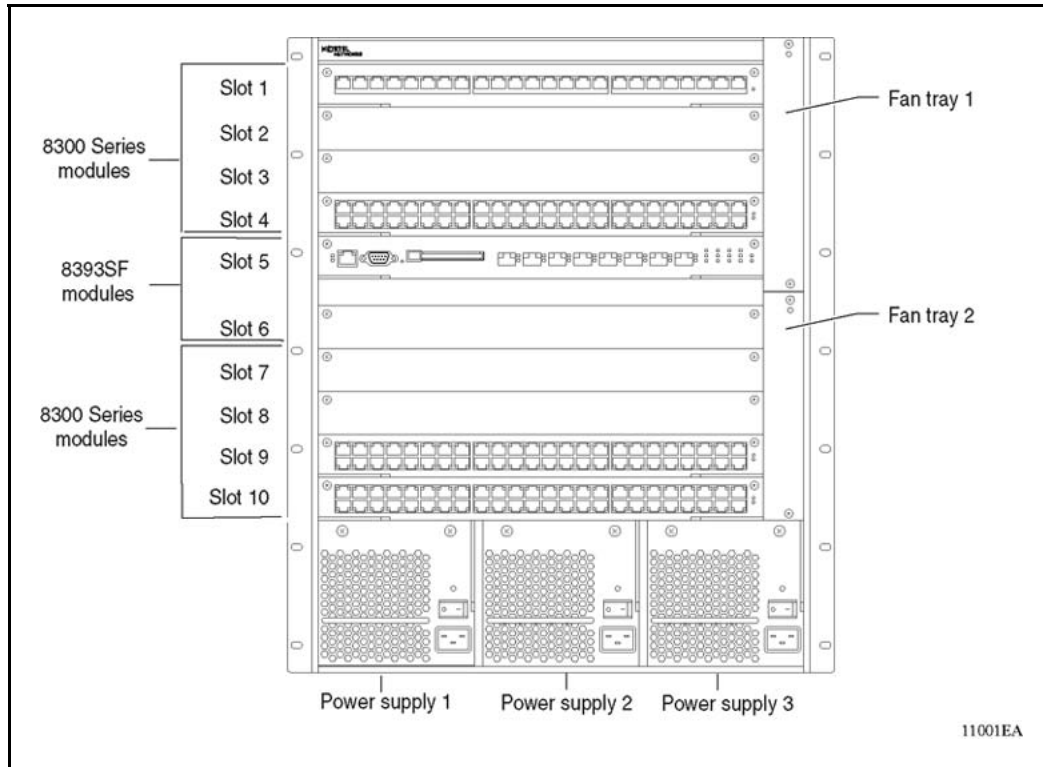 NORTEL
NETWORKS
Slot 1
Slot 2
Slot 3
Slot 4
8300 Series
modules
Slot 5
Slot 6
8393SF
modules
Slot 7
Slot 8
Slot 9
Slot 10
8300 Series
modules
Fan tray 1
Fan tray 2
Power supply 1
Power supply 2
Power supply 3
11001EA